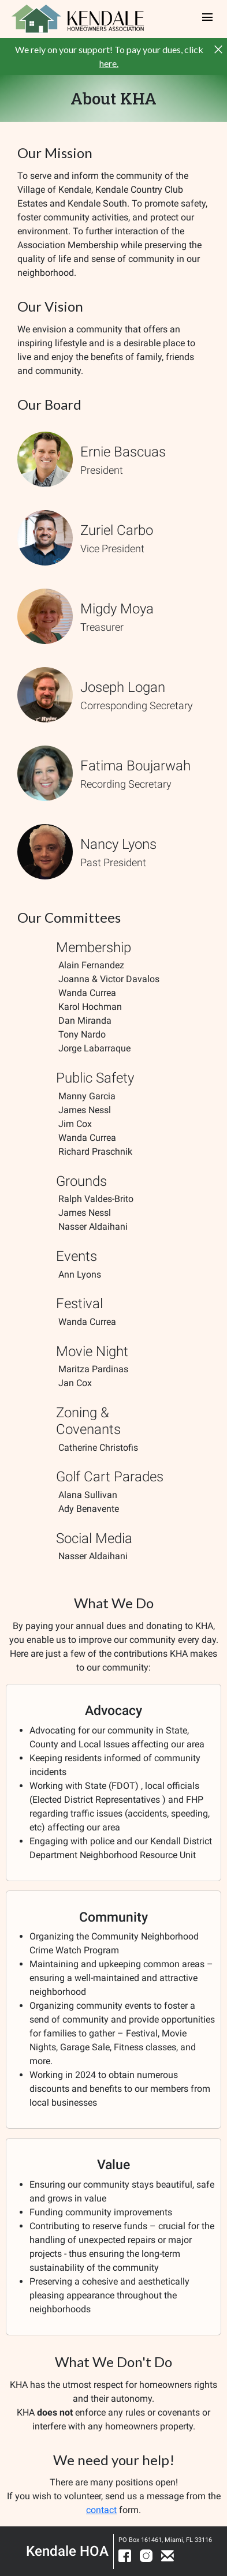 KENDALE
HOMEOWNERS ASSOCIATION
We rely on your support! To pay your dues, click
here.
About KHA
Our Mission
To serve and inform the community of the
Village of Kendale, Kendale Country Club
Estates and Kendale South. To promote safety,
foster community activities, and protect our
environment. To further interaction of the
Association Membership while preserving the
quality of life and sense of community in our
neighborhood.
Our Vision
We envision a community that offers an
inspiring lifestyle and is a desirable place to
live and enjoy the benefits of family, friends
and community.
Our Board
Ernie Bascuas
President
Zuriel Carbo
Vice President
Migdy Moya
Treasurer
Joseph Logan
Corresponding Secretary
Fatima Boujarwah
Recording Secretary
Nancy Lyons
Past President
Our Committees
Membership
Alain Fernandez
Joanna & Victor Davalos
Wanda Currea
Karol Hochman
Dan Miranda
Tony Nardo
Jorge Labarraque
Public Safety
Manny Garcia
James Nessl
Jim Cox
Wanda Currea
Richard Praschnik
Grounds
Ralph Valdes-Brito
James Nessl
Nasser Aldaihani
Events
Ann Lyons
Festival
Wanda Currea
Movie Night
Maritza Pardinas
Jan Cox
Zoning &
Covenants
Catherine Christofis
Golf Cart Parades
Alana Sullivan
Ady Benavente
Social Media
Nasser Aldaihani
What We Do
By paying your annual dues and donating to KHA,
you enable us to improve our community every day.
Here are just a few of the contributions KHA makes
to our community:
Advocacy
• Advocating for our community in State,
County and Local Issues affecting our area
• Keeping residents informed of community
incidents
• Working with State (FDOT) , local officials
(Elected District Representatives ) and FHP
regarding traffic issues (accidents, speeding,
etc) affecting our area
• Engaging with police and our Kendall District
Department Neighborhood Resource Unit
Community
• Organizing the Community Neighborhood
Crime Watch Program
• Maintaining and upkeeping common areas –
ensuring a well-maintained and attractive
neighborhood
• Organizing community events to foster a
send of community and provide opportunities
for families to gather – Festival, Movie
Nights, Garage Sale, Fitness classes, and
more.
• Working in 2024 to obtain numerous
discounts and benefits to our members from
local businesses
Value
• Ensuring our community stays beautiful, safe
and grows in value
• Funding community improvements
• Contributing to reserve funds – crucial for the
handling of unexpected repairs or major
projects - thus ensuring the long-term
sustainability of the community
• Preserving a cohesive and aesthetically
pleasing appearance throughout the
neighborhoods
What We Don't Do
KHA has the utmost respect for homeowners rights
and their autonomy.
KHA does not enforce any rules or covenants or
interfere with any homeowners property.
We need your help!
There are many positions open!
If you wish to volunteer, send us a message from the
contact form.
Kendale HOA
PO Box 161461, Miami, FL 33116